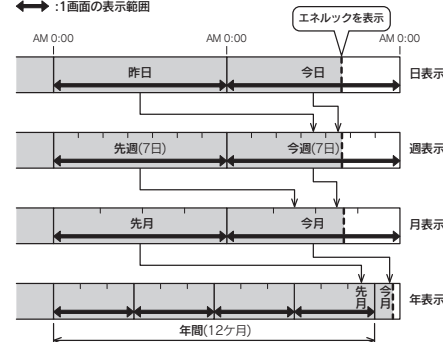 :1画面の表示範囲
エネルックを表示
AM 0:00 AM 0:00 AM 0:00
昨日 今日 日表示
先週(7日) 今週(7日) 週表示
先月 今月 月表示
先月 今月 年表示
年間(12ケ月)